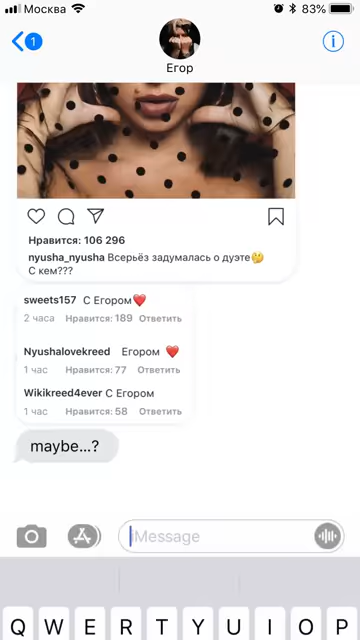 Москва 83%
1
Егор
Нравится: 106 296
nyusha_nyusha Всерьёз задумалась о дуэте🤔
С кем???
sweets157 С Егором❤️
2 часа Нравится: 189 Ответить
Nyushalovekreed Егором ❤️
1 час Нравится: 77 Ответить
Wikikreed4ever С Егором
1 час Нравится: 58 Ответить
maybe...?
iMessage
Q W E R T Y U I O P